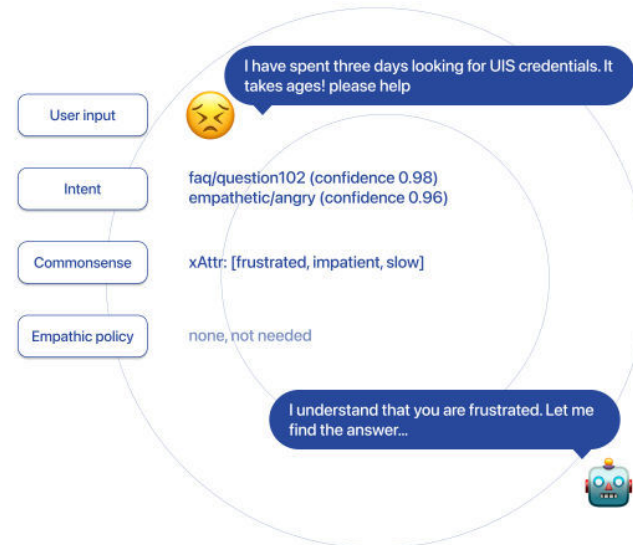 I have spent three days looking for UIS credentials. It
takes ages! please help
User input
Intent
faq/question102 (confidence 0.98)
empathetic/angry (confidence 0.96)
Commonsense
xAttr: [frustrated, impatient, slow]
Empathic policy
none, not needed
I understand that you are frustrated. Let me
find the answer...